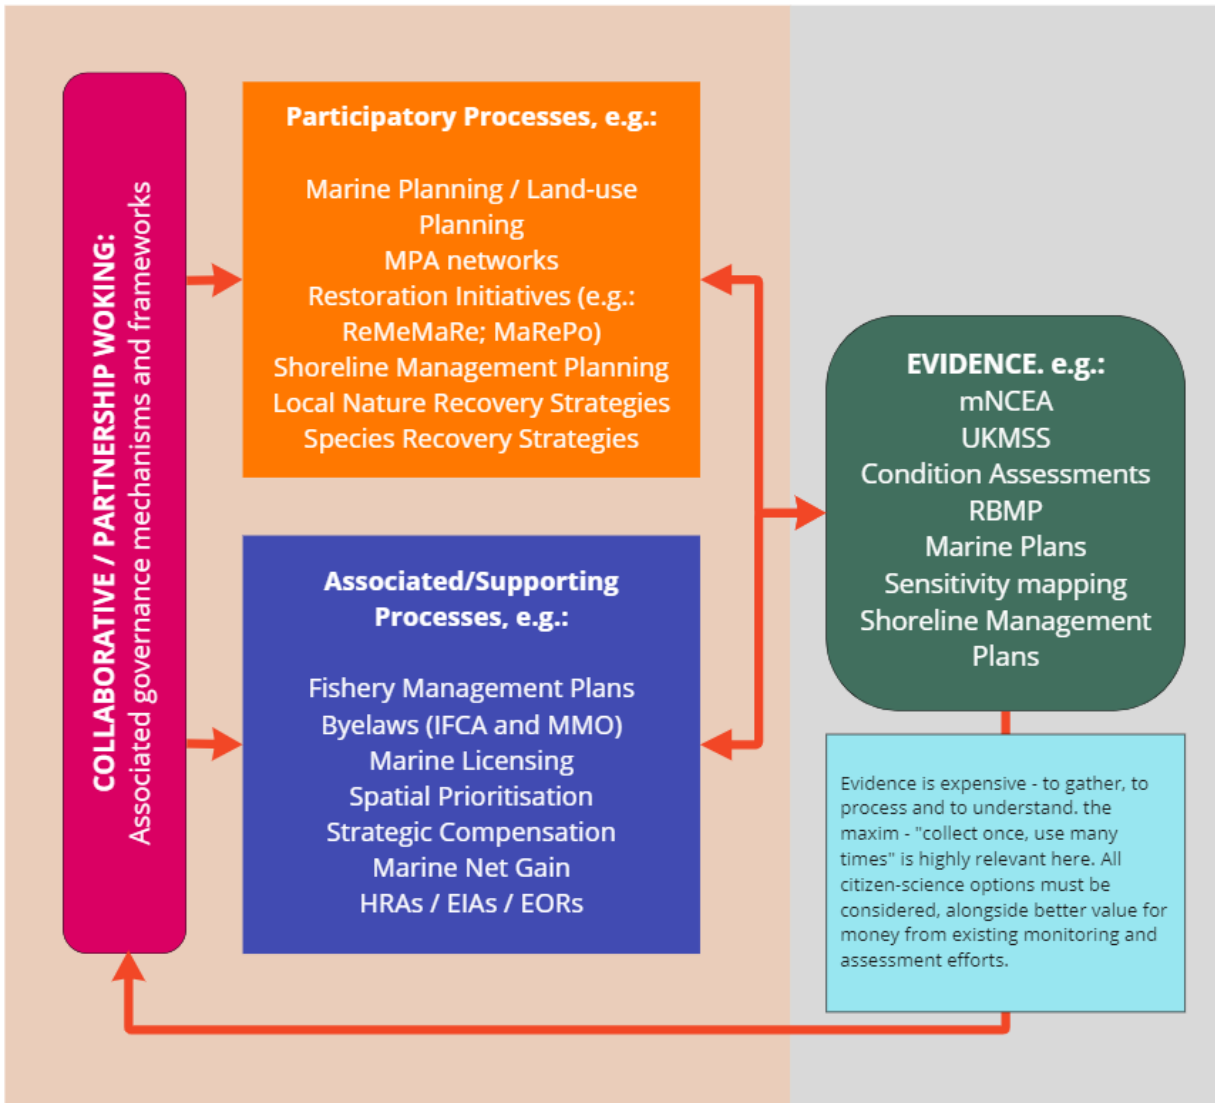 COLLABORATIVE / PARTNERSHIP WOKING:
Associated governance mechanisms and frameworks
Participatory Processes, e.g.:
Marine Planning / Land-use
Planning
MPA networks
Restoration Initiatives (e.g.:
ReMeMaRe; MaRePo)
Shoreline Management Planning
Local Nature Recovery Strategies
Species Recovery Strategies
Associated/Supporting
Processes, e.g.:
Fishery Management Plans
Byelaws (IFCA and MMO)
Marine Licensing
Spatial Prioritisation
Strategic Compensation
Marine Net Gain
HRAs / EIAs / EORs
EVIDENCE. e.g.:
mNCEA
UKMSS
Condition Assessments
RBMP
Marine Plans
Sensitivity mapping
Shoreline Management
Plans
Evidence is expensive - to gather, to
process and to understand. the
maxim - "collect once, use many
times" is highly relevant here. All
citizen-science options must be
considered, alongside better value for
money from existing monitoring and
assessment efforts.